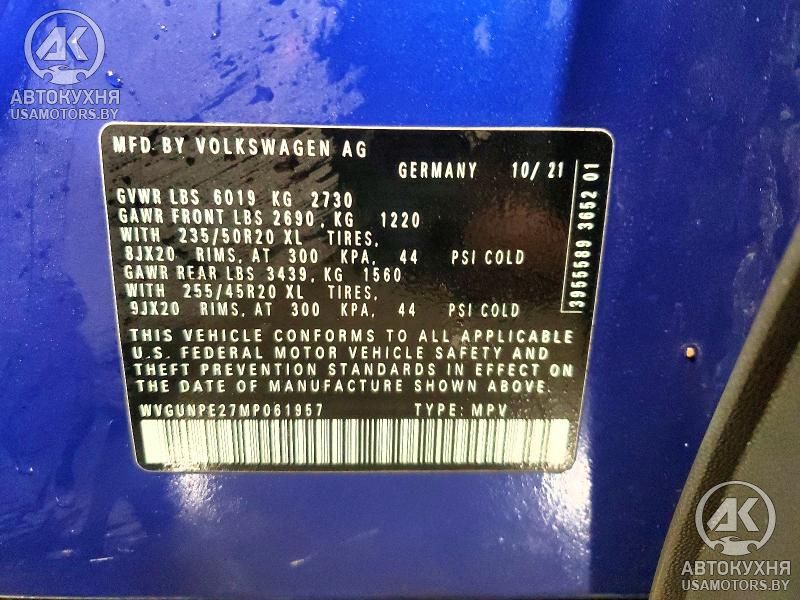 AK
АВТОКУХНЯ
USAMOTORS.BY
MFD. BY VOLKSWAGEN AG
GERMANY 10/ 21
GVWR LBS 6019 KG 2730
GAWR FRONT LBS 2690, KG 1220
WITH 235/50R20 XL TIRES,
8JX20 RIMS, AT 300 KPA, 44 PSI COLD
GAWR REAR LBS 3439, KG 1560
WITH 255/45R20 XL TIRES,
9JX20 RIMS, AT 300 KPA, 44 PSI COLD
THIS VEHICLE CONFORMS TO ALL APPLICABLE
U.S. FEDERAL MOTOR VEHICLE SAFETY AND
THEFT PREVENTION STANDARDS IN EFFECT ON
THE DATE OF MANUFACTURE SHOWN ABOVE.
WVGUNPE27MP061957 TYPE: MPV
3955589 3652 01
AK
АВТОКУХНЯ
USAMOTORS.BY